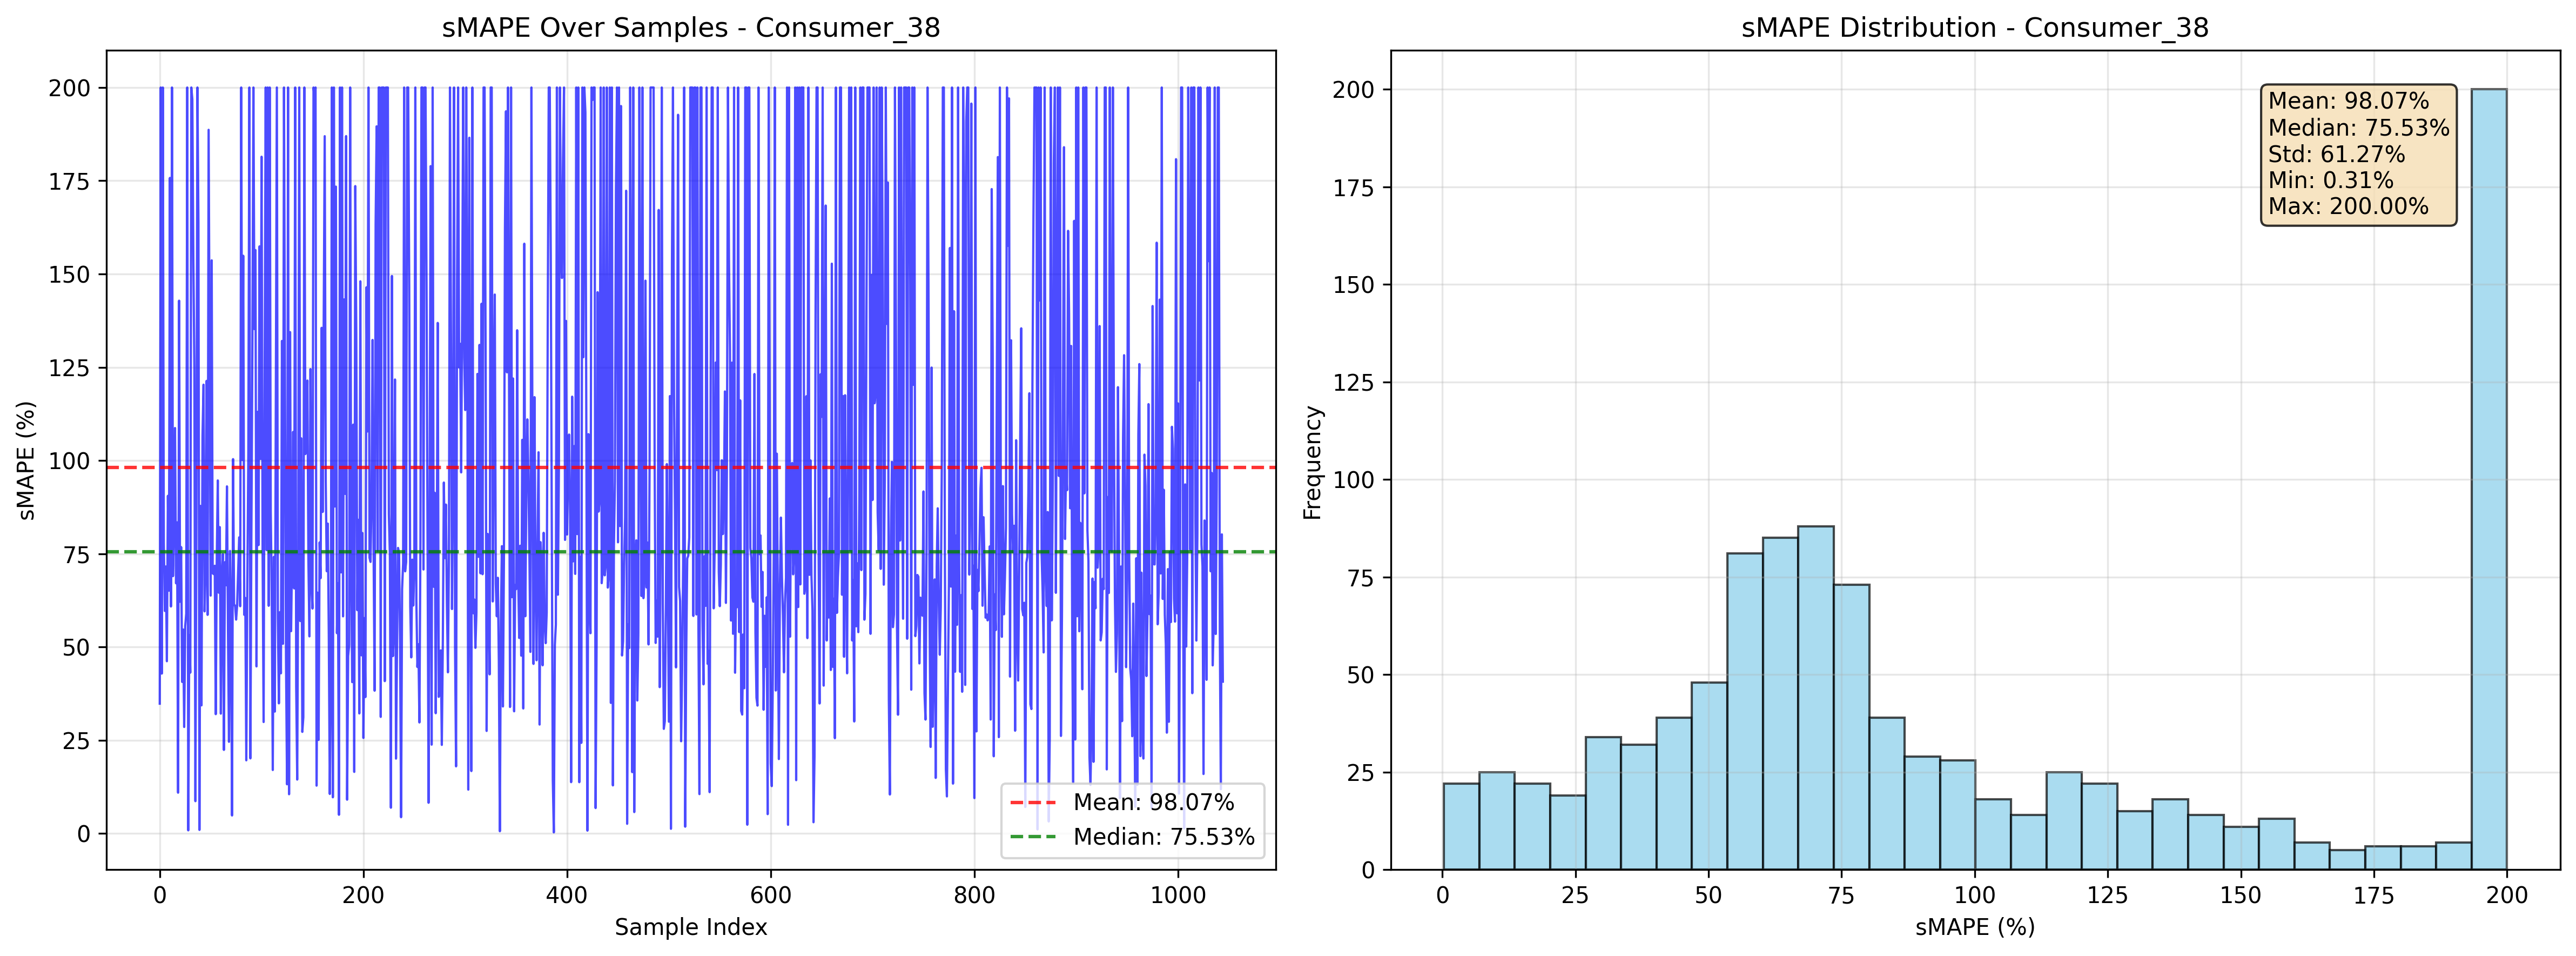 sMAPE Over Samples - Consumer_38
200
175
150
125
100
75
50
25
0
sMAPE (%)
0 200 400 600 800 1000
Sample Index
Mean: 98.07%
Median: 75.53%
sMAPE Distribution - Consumer_38
200
175
150
125
100
75
50
25
0
Frequency
0 25 50 75 100 125 150 175 200
sMAPE (%)
Mean: 98.07%
Median: 75.53%
Std: 61.27%
Min: 0.31%
Max: 200.00%